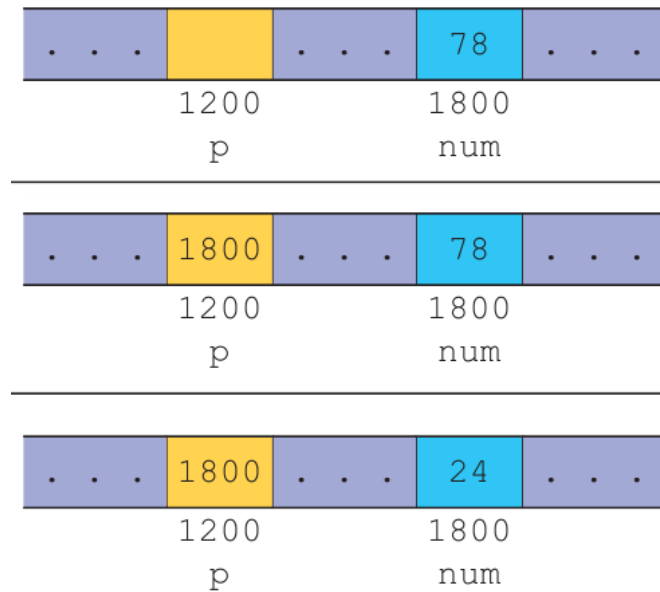 . . . . . . 78 . . .
1200 1800
p num
. . . 1800 . . . 78 . . .
1200 1800
p num
. . . 1800 . . . 24 . . .
1200 1800
p num